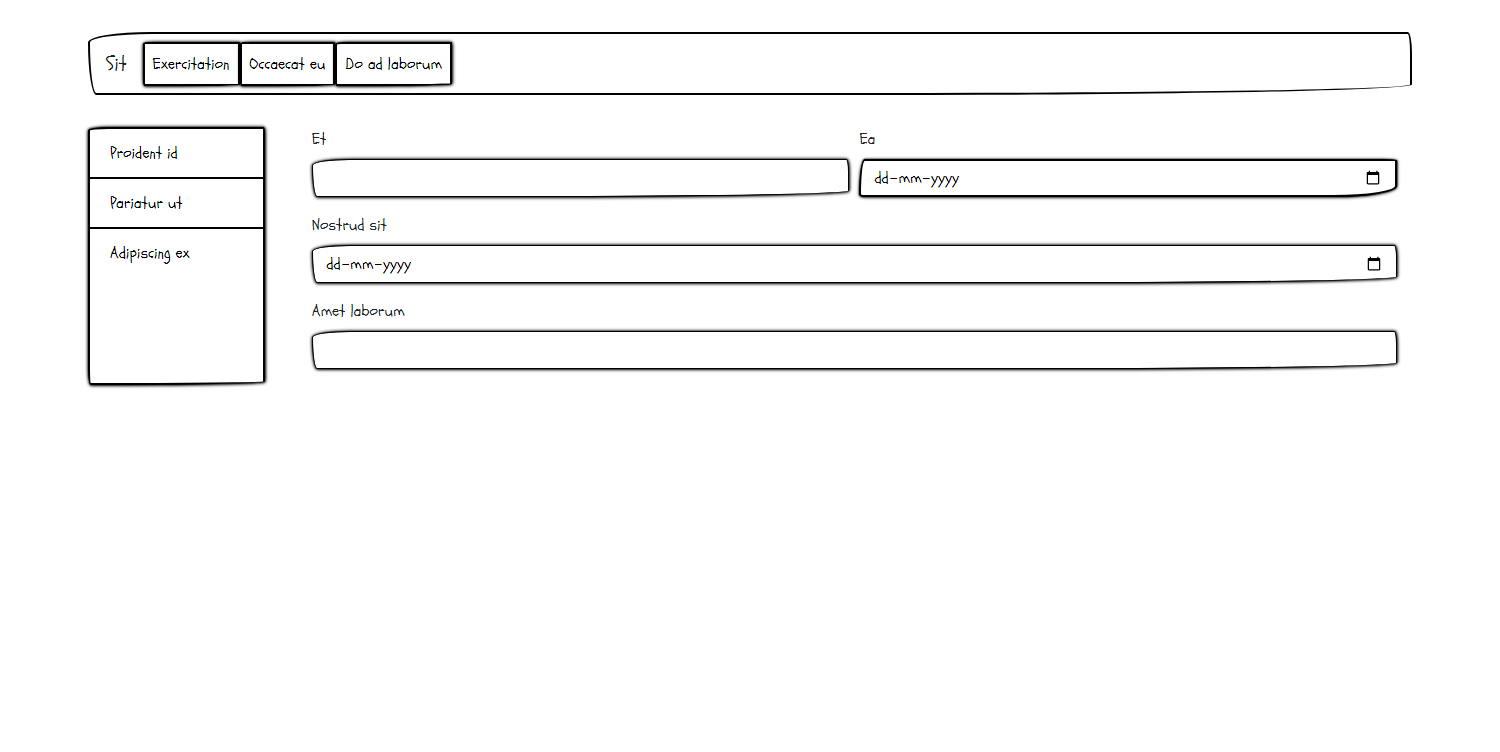 Sit Exercitation Occaecat eu Do ad laborum
Proident id
Pariatur ut
Adipiscing ex
Et Ea
dd-mm-yyyy
Nostrud sit
dd-mm-yyyy
Amet laborum